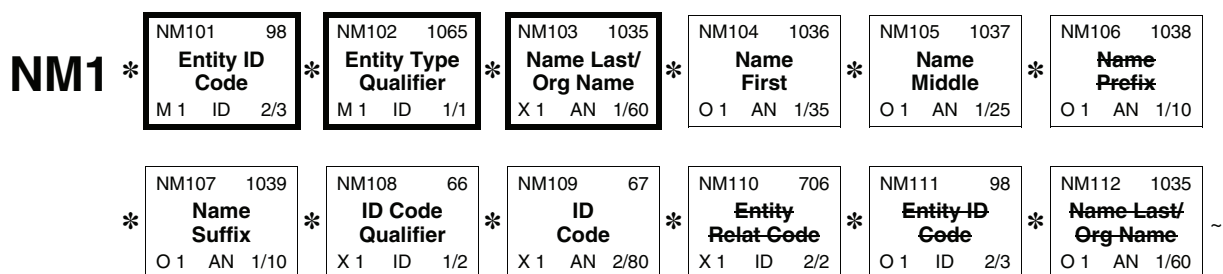 NM101 98 NM102 1065 NM103 1035 NM104 1036 NM105 1037 NM106 1038
NM1 * Entity ID Code * Entity Type Qualifier * Name Last/ Org Name * Name First * Name Middle * Name Prefix
M 1 ID 2/3 M 1 ID 1/1 X 1 AN 1/60 O 1 AN 1/35 O 1 AN 1/25 O 1 AN 1/10
NM107 1039 NM108 66 NM109 67 NM110 706 NM111 98 NM112 1035
* Name Suffix * ID Code Qualifier * ID Code * Entity Relat Code * Entity ID Code * Name Last/ Org Name ~
O 1 AN 1/10 X 1 ID 1/2 X 1 AN 2/80 X 1 ID 2/2 O 1 ID 2/3 O 1 AN 1/60